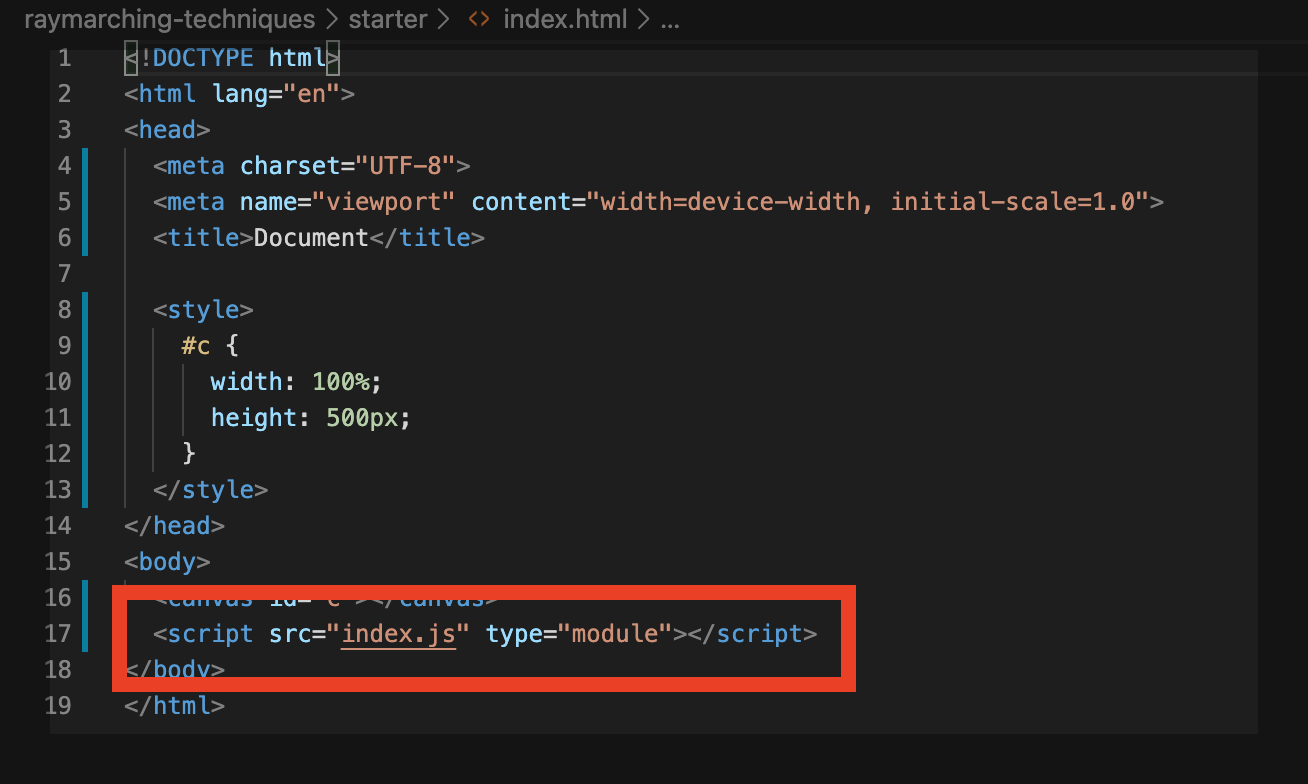 raymarching-techniques > starter > <> index.html > ...
1 <!DOCTYPE html>
2 <html lang="en">
3 <head>
4 <meta charset="UTF-8">
5 <meta name="viewport" content="width=device-width, initial-scale=1.0">
6 <title>Document</title>
7
8 <style>
9 #c {
10 width: 100%;
11 height: 500px;
12 }
13 </style>
14 </head>
15 <body>
16 <canvas id="c"></canvas>
17 <script src="index.js" type="module"></script>
18 </body>
19 </html>